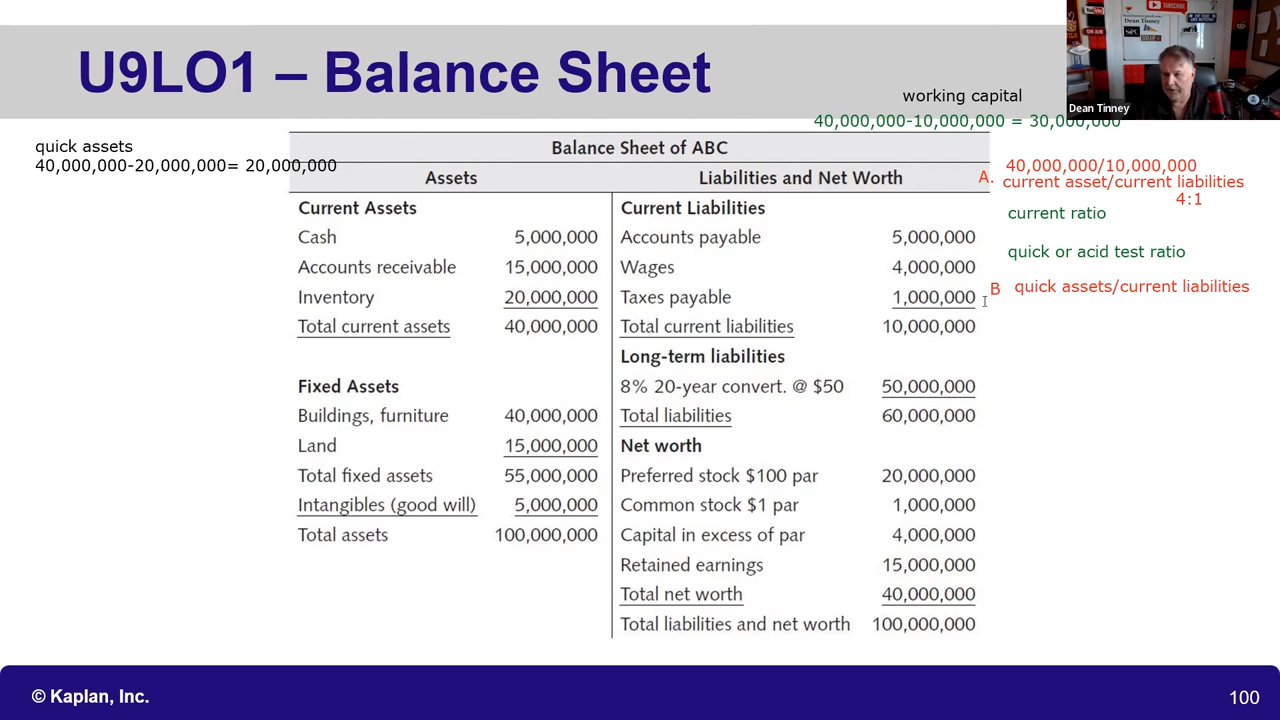 U9LO1 – Balance Sheet
YouTube
SUBSCRIBE
Dean Tinney
SIPC
ON AIR
Dean Tinney
working capital
40,000,000-10,000,000 = 30,000,000
quick assets
40,000,000-20,000,000= 20,000,000
Balance Sheet of ABC
Assets Liabilities and Net Worth
A. 40,000,000/10,000,000
current asset/current liabilities
4:1
current ratio
quick or acid test ratio
B quick assets/current liabilities
Current Assets Current Liabilities
Cash 5,000,000 Accounts payable 5,000,000
Accounts receivable 15,000,000 Wages 4,000,000
Inventory 20,000,000 Taxes payable 1,000,000
Total current assets 40,000,000 Total current liabilities 10,000,000
Long-term liabilities
Fixed Assets 8% 20-year convert. @ $50 50,000,000
Buildings, furniture 40,000,000 Total liabilities 60,000,000
Land 15,000,000 Net worth
Total fixed assets 55,000,000 Preferred stock $100 par 20,000,000
Intangibles (good will) 5,000,000 Common stock $1 par 1,000,000
Total assets 100,000,000 Capital in excess of par 4,000,000
Retained earnings 15,000,000
Total net worth 40,000,000
Total liabilities and net worth 100,000,000
© Kaplan, Inc.
100